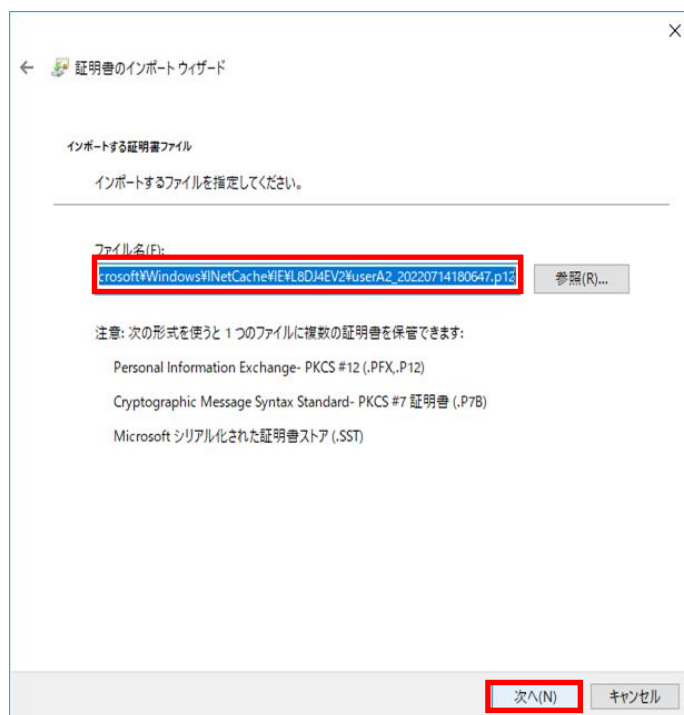 証明書のインポート ウィザード
インポートする証明書ファイル
インポートするファイルを指定してください。
ファイル名(F):
crosoft¥Windows¥INetCache¥IE¥L8DJ4EV2¥userA2_20220714180647.p12
参照(R)...
注意: 次の形式を使うと 1 つのファイルに複数の証明書を保管できます:
Personal Information Exchange- PKCS #12 (.PFX,.P12)
Cryptographic Message Syntax Standard- PKCS #7 証明書 (.P7B)
Microsoft シリアル化された証明書ストア (.SST)
次へ(N)
キャンセル